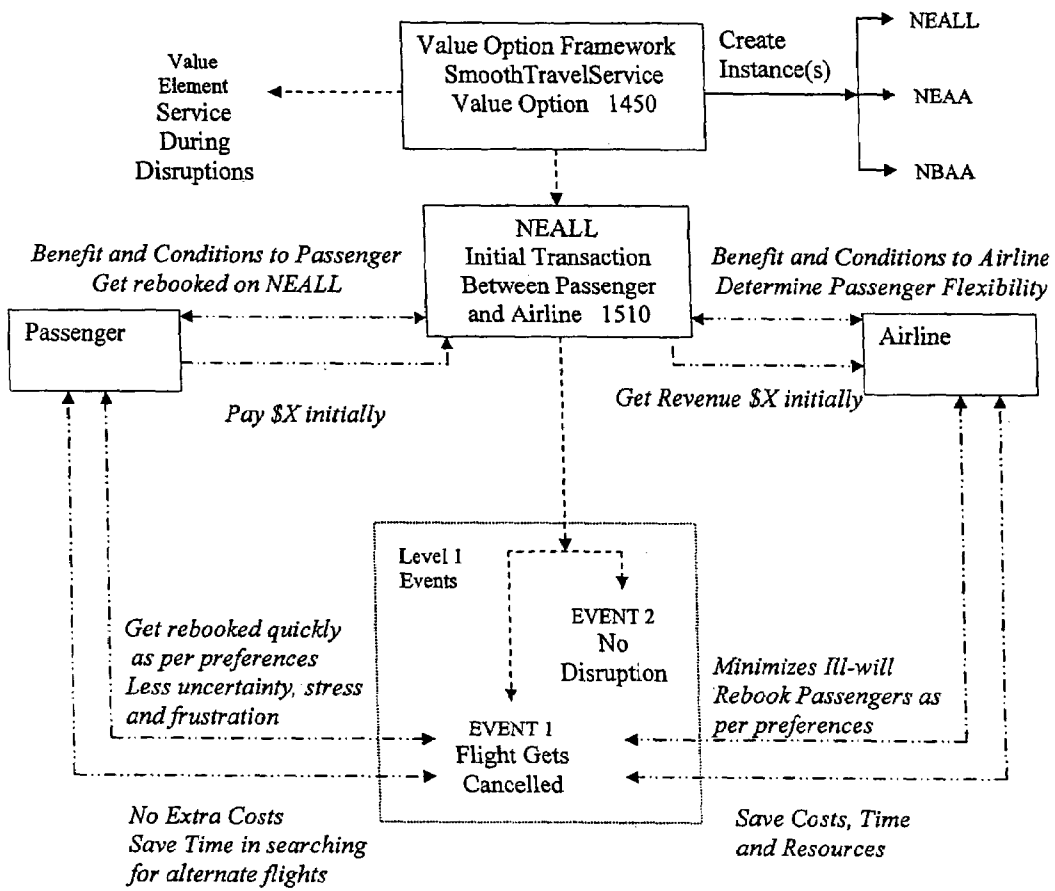 Value Option Framework
SmoothTravelService
Value Option 1450
Create
Instance(s)
NEALL
NEAA
NBAA
Value
Element
Service
During
Disruptions
NEALL
Initial Transaction
Between Passenger
and Airline 1510
Benefit and Conditions to Passenger
Get rebooked on NEALL
Benefit and Conditions to Airline
Determine Passenger Flexibility
Passenger
Airline
Pay $X initially
Get Revenue $X initially
Level 1
Events
EVENT 2
No
Disruption
EVENT 1
Flight Gets
Cancelled
Get rebooked quickly
as per preferences
Less uncertainty, stress
and frustration
Minimizes Ill-will
Rebook Passengers as
per preferences
No Extra Costs
Save Time in searching
for alternate flights
Save Costs, Time
and Resources